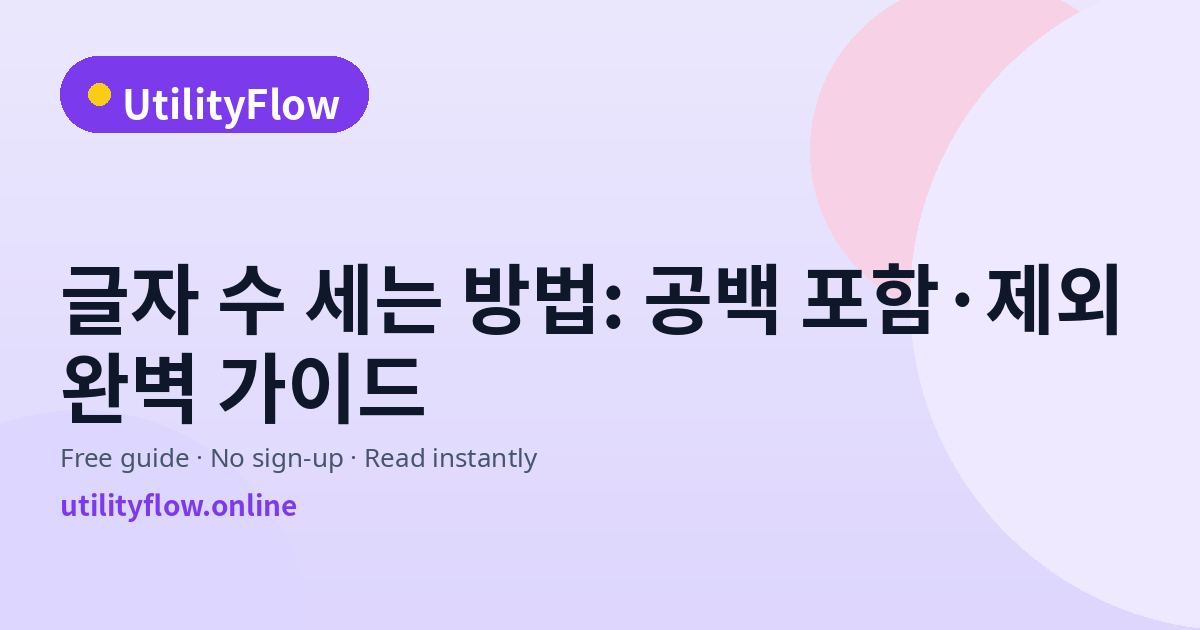 UtilityFlow
글자 수 세는 방법: 공백 포함·제외
완벽 가이드
Free guide · No sign-up · Read instantly
utilityflow.online